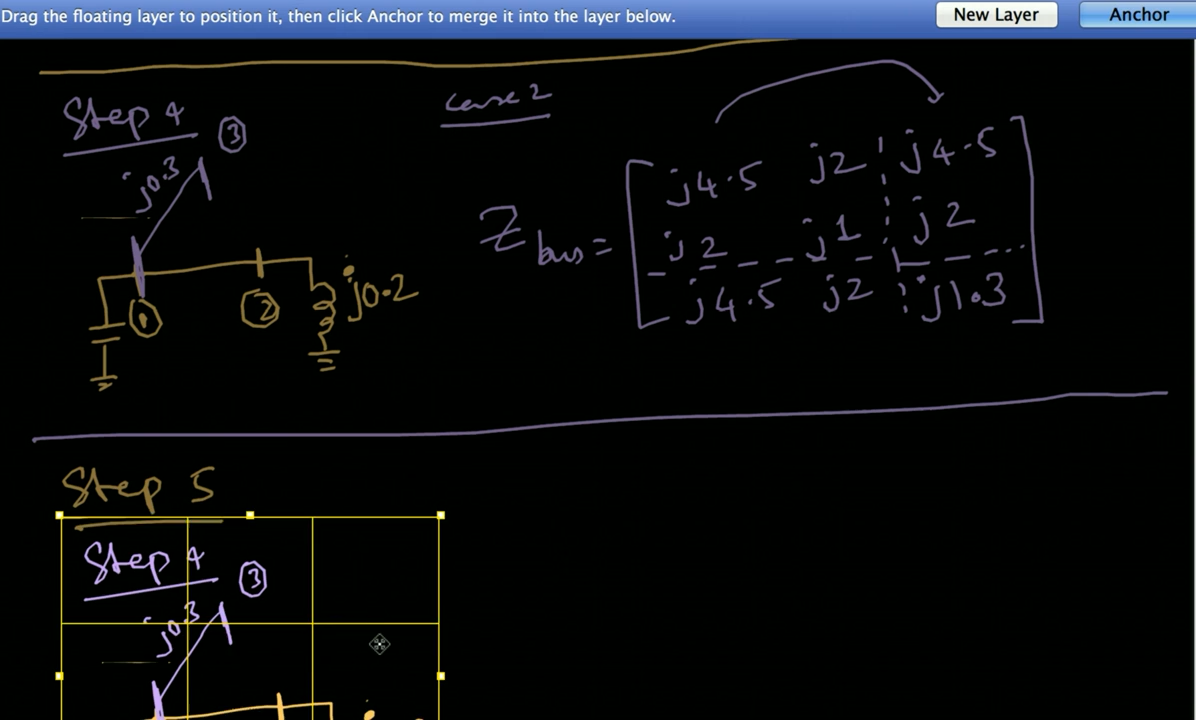 Drag the floating layer to position it, then click Anchor to merge it into the layer below.
New Layer
Anchor
Step 4
case 2
3
j0.3
1
2
j0.2
Zbus =
j4.5 j2 j4.5
j2 j1 j2
j4.5 j2 j1.3
Step 5
Step 4
3
j0.3